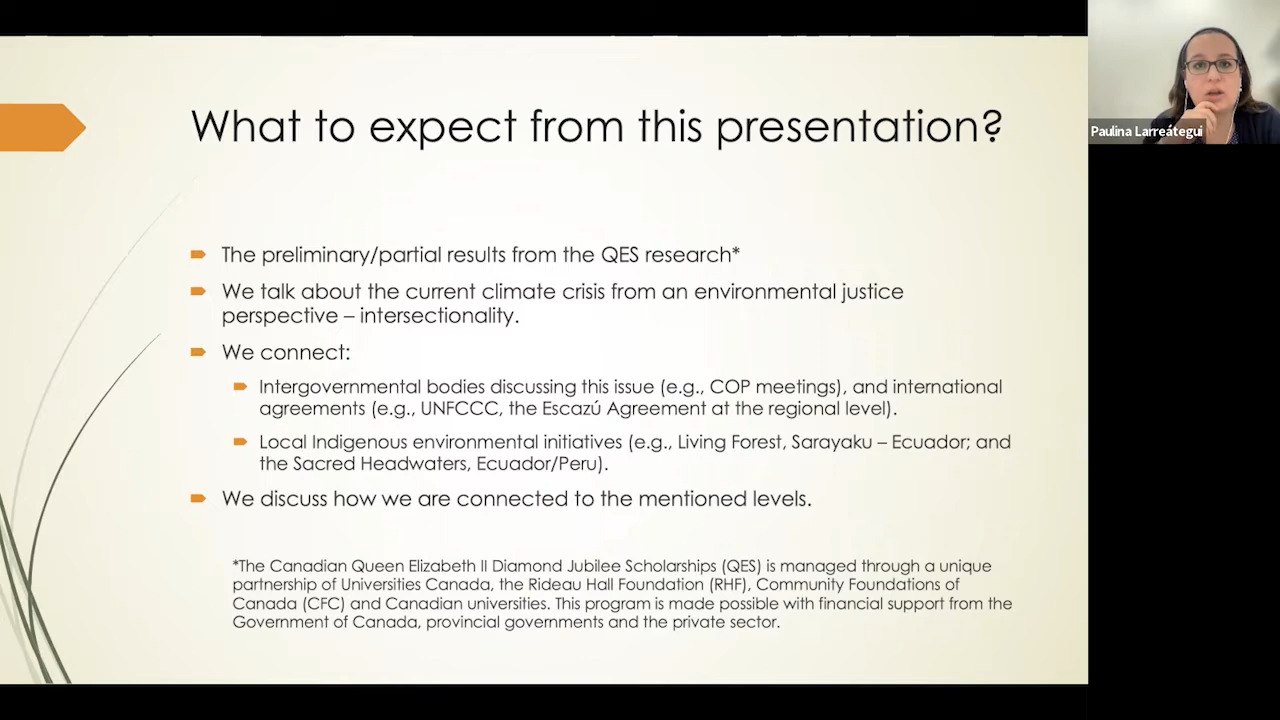 What to expect from this presentation?
Paulina Larreátegui
The preliminary/partial results from the QES research*
We talk about the current climate crisis from an environmental justice
perspective – intersectionality.
We connect:
Intergovernmental bodies discussing this issue (e.g., COP meetings), and international
agreements (e.g., UNFCCC, the Escazú Agreement at the regional level).
Local Indigenous environmental initiatives (e.g., Living Forest, Sarayaku – Ecuador; and
the Sacred Headwaters, Ecuador/Peru).
We discuss how we are connected to the mentioned levels.
*The Canadian Queen Elizabeth II Diamond Jubilee Scholarships (QES) is managed through a unique
partnership of Universities Canada, the Rideau Hall Foundation (RHF), Community Foundations of
Canada (CFC) and Canadian universities. This program is made possible with financial support from the
Government of Canada, provincial governments and the private sector.